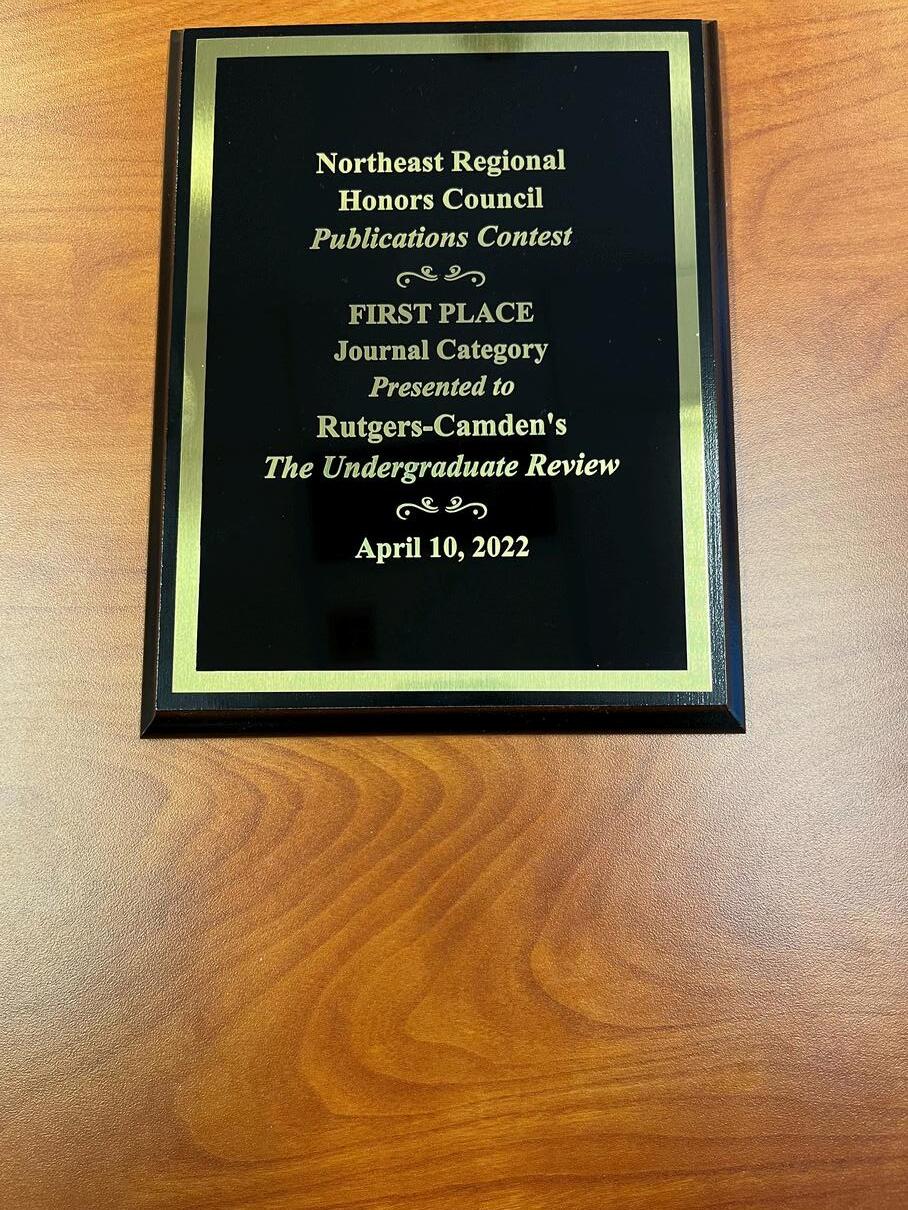 Northeast Regional
Honors Council
Publications Contest
FIRST PLACE
Journal Category
Presented to
Rutgers-Camden's
The Undergraduate Review
April 10, 2022